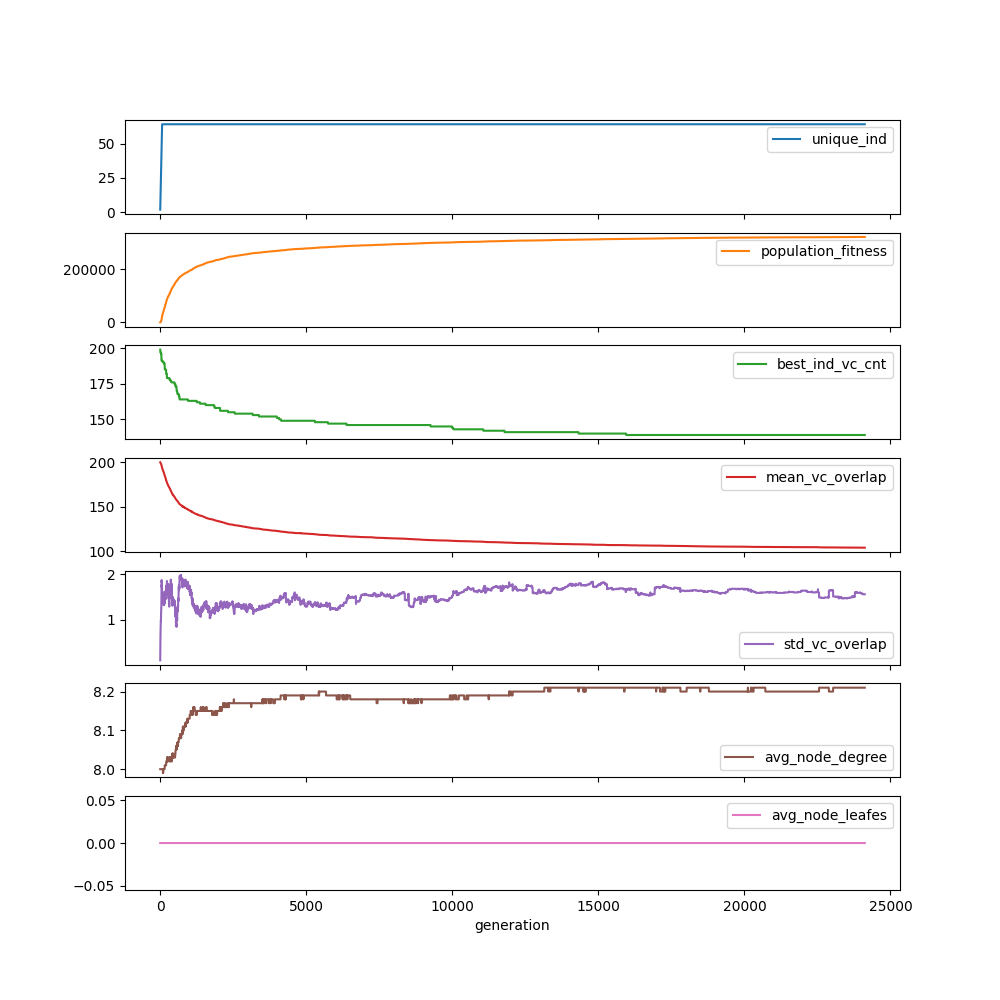 50
25
0
unique_ind
200000
0
population_fitness
200
175
150
best_ind_vc_cnt
200
150
100
mean_vc_overlap
2
1
std_vc_overlap
8.2
8.1
8.0
avg_node_degree
0.05
0.00
−0.05
avg_node_leafes
0 5000 10000 15000 20000 25000
generation